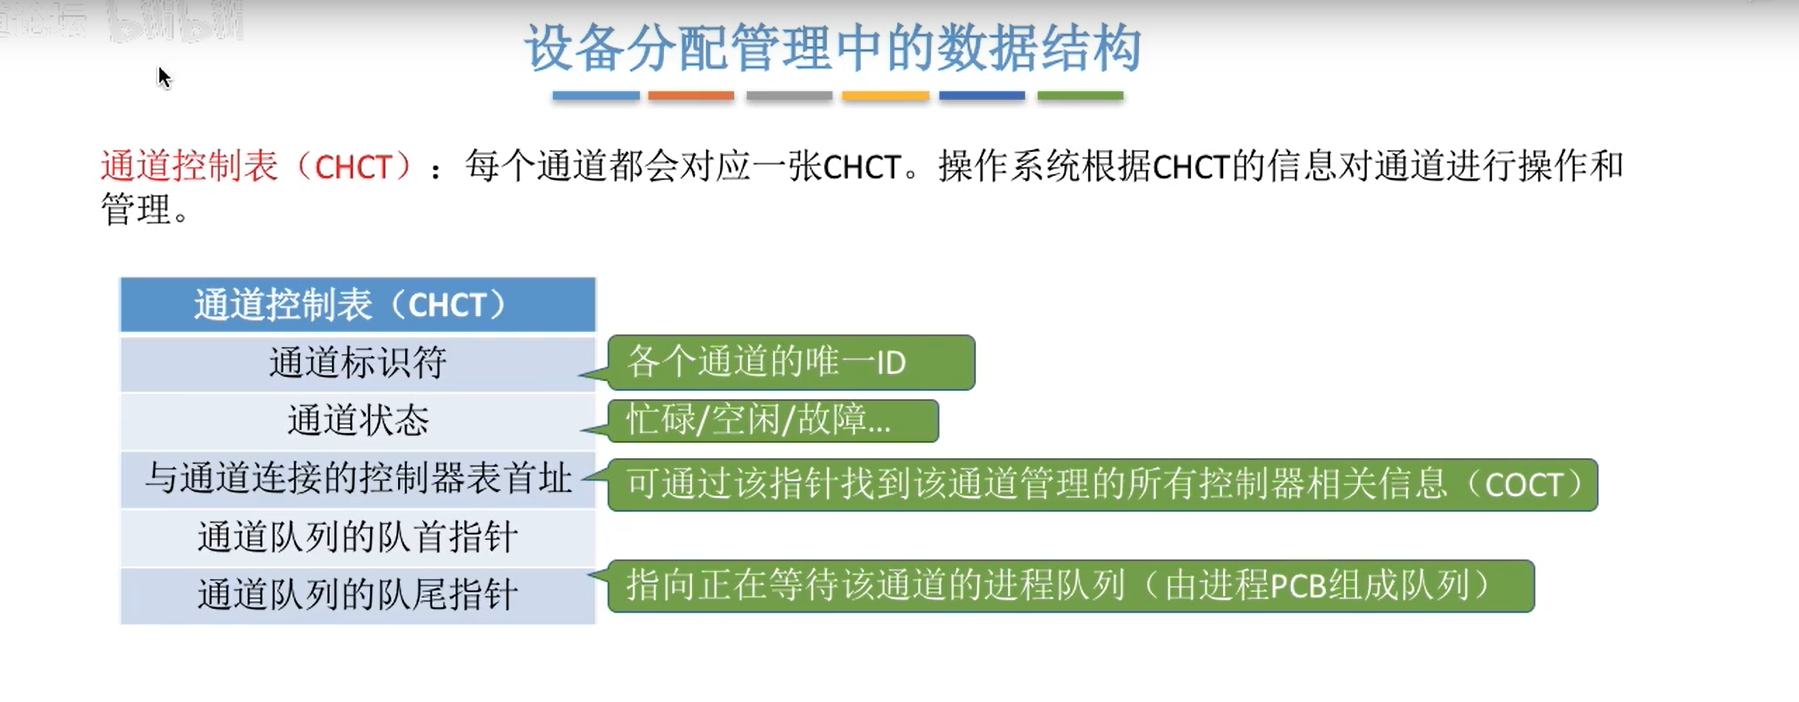 bilibili
设备分配管理中的数据结构
通道控制表（CHCT）：每个通道都会对应一张CHCT。操作系统根据CHCT的信息对通道进行操作和
管理。
通道控制表（CHCT）
通道标识符
各个通道的唯一ID
通道状态
忙碌/空闲/故障...
与通道连接的控制器表首址
可通过该指针找到该通道管理的所有控制器相关信息（COCT）
通道队列的队首指针
通道队列的队尾指针
指向正在等待该通道的进程队列（由进程PCB组成队列）